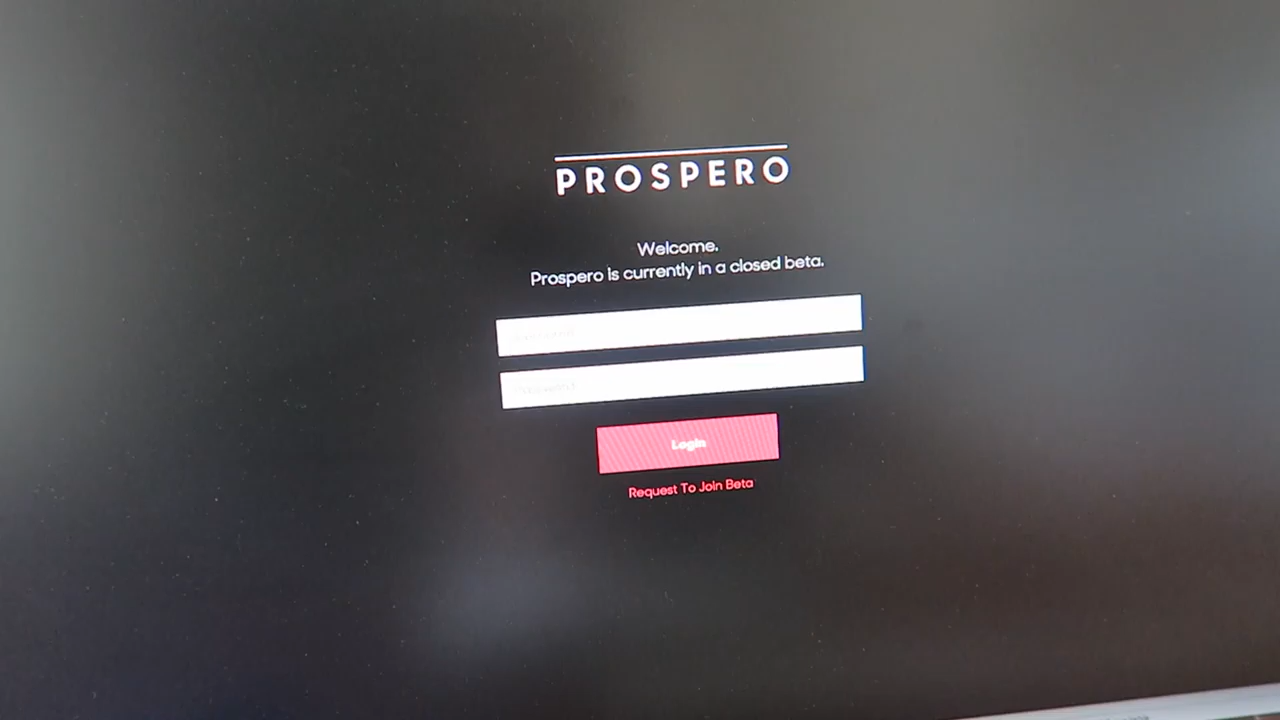 PROSPERO
Welcome.
Prospero is currently in a closed beta.
Login
Request To Join Beta